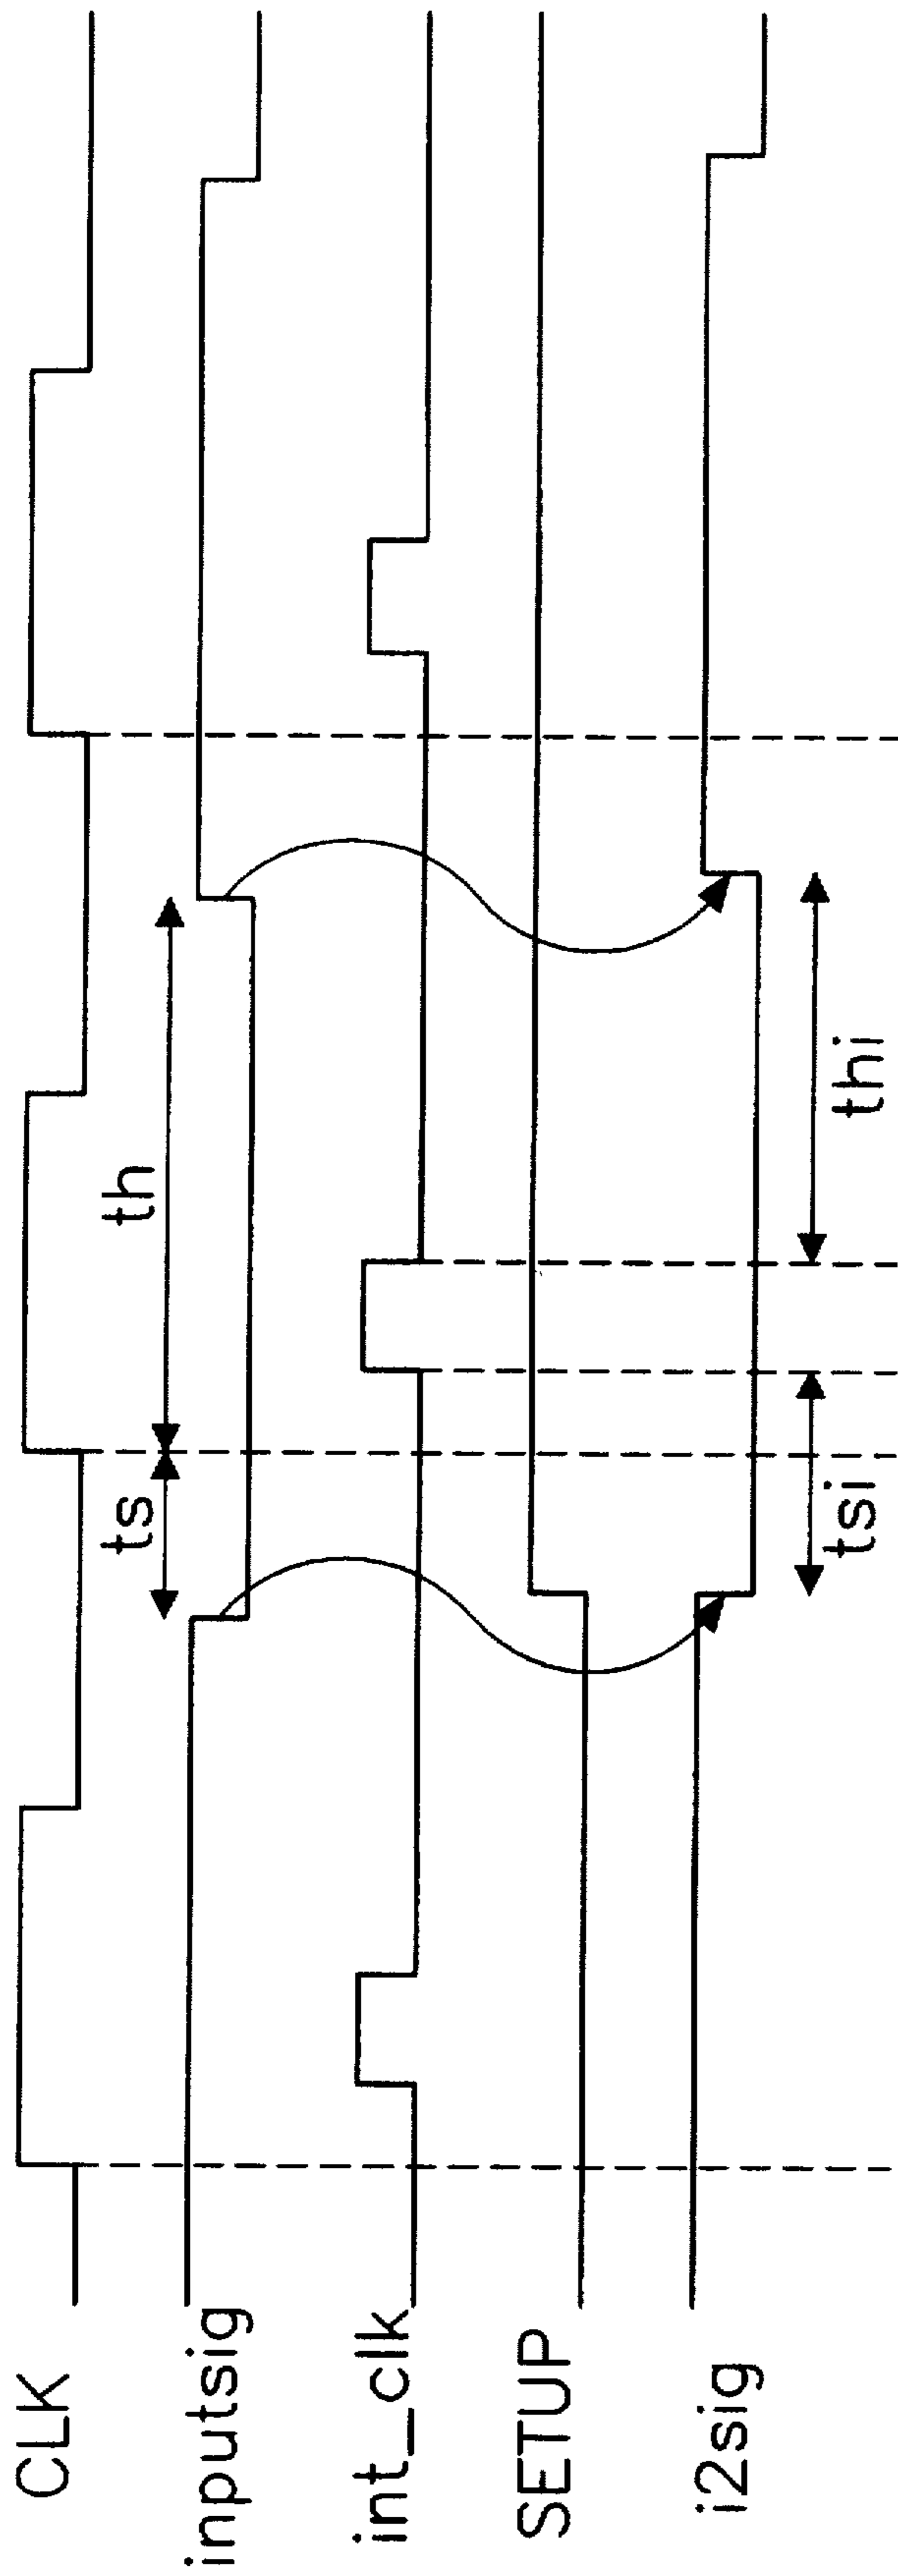 CLK
ts
th
inputsig
int_clk
SETUP
i2sig
tsi
thi